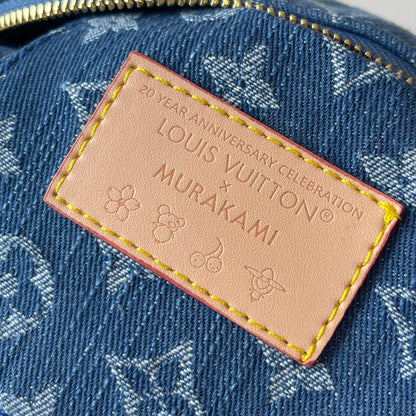 20 YEAR ANNIVERSARY CELEBRATION
LOUIS VUITTON®
×
MURAKAMI